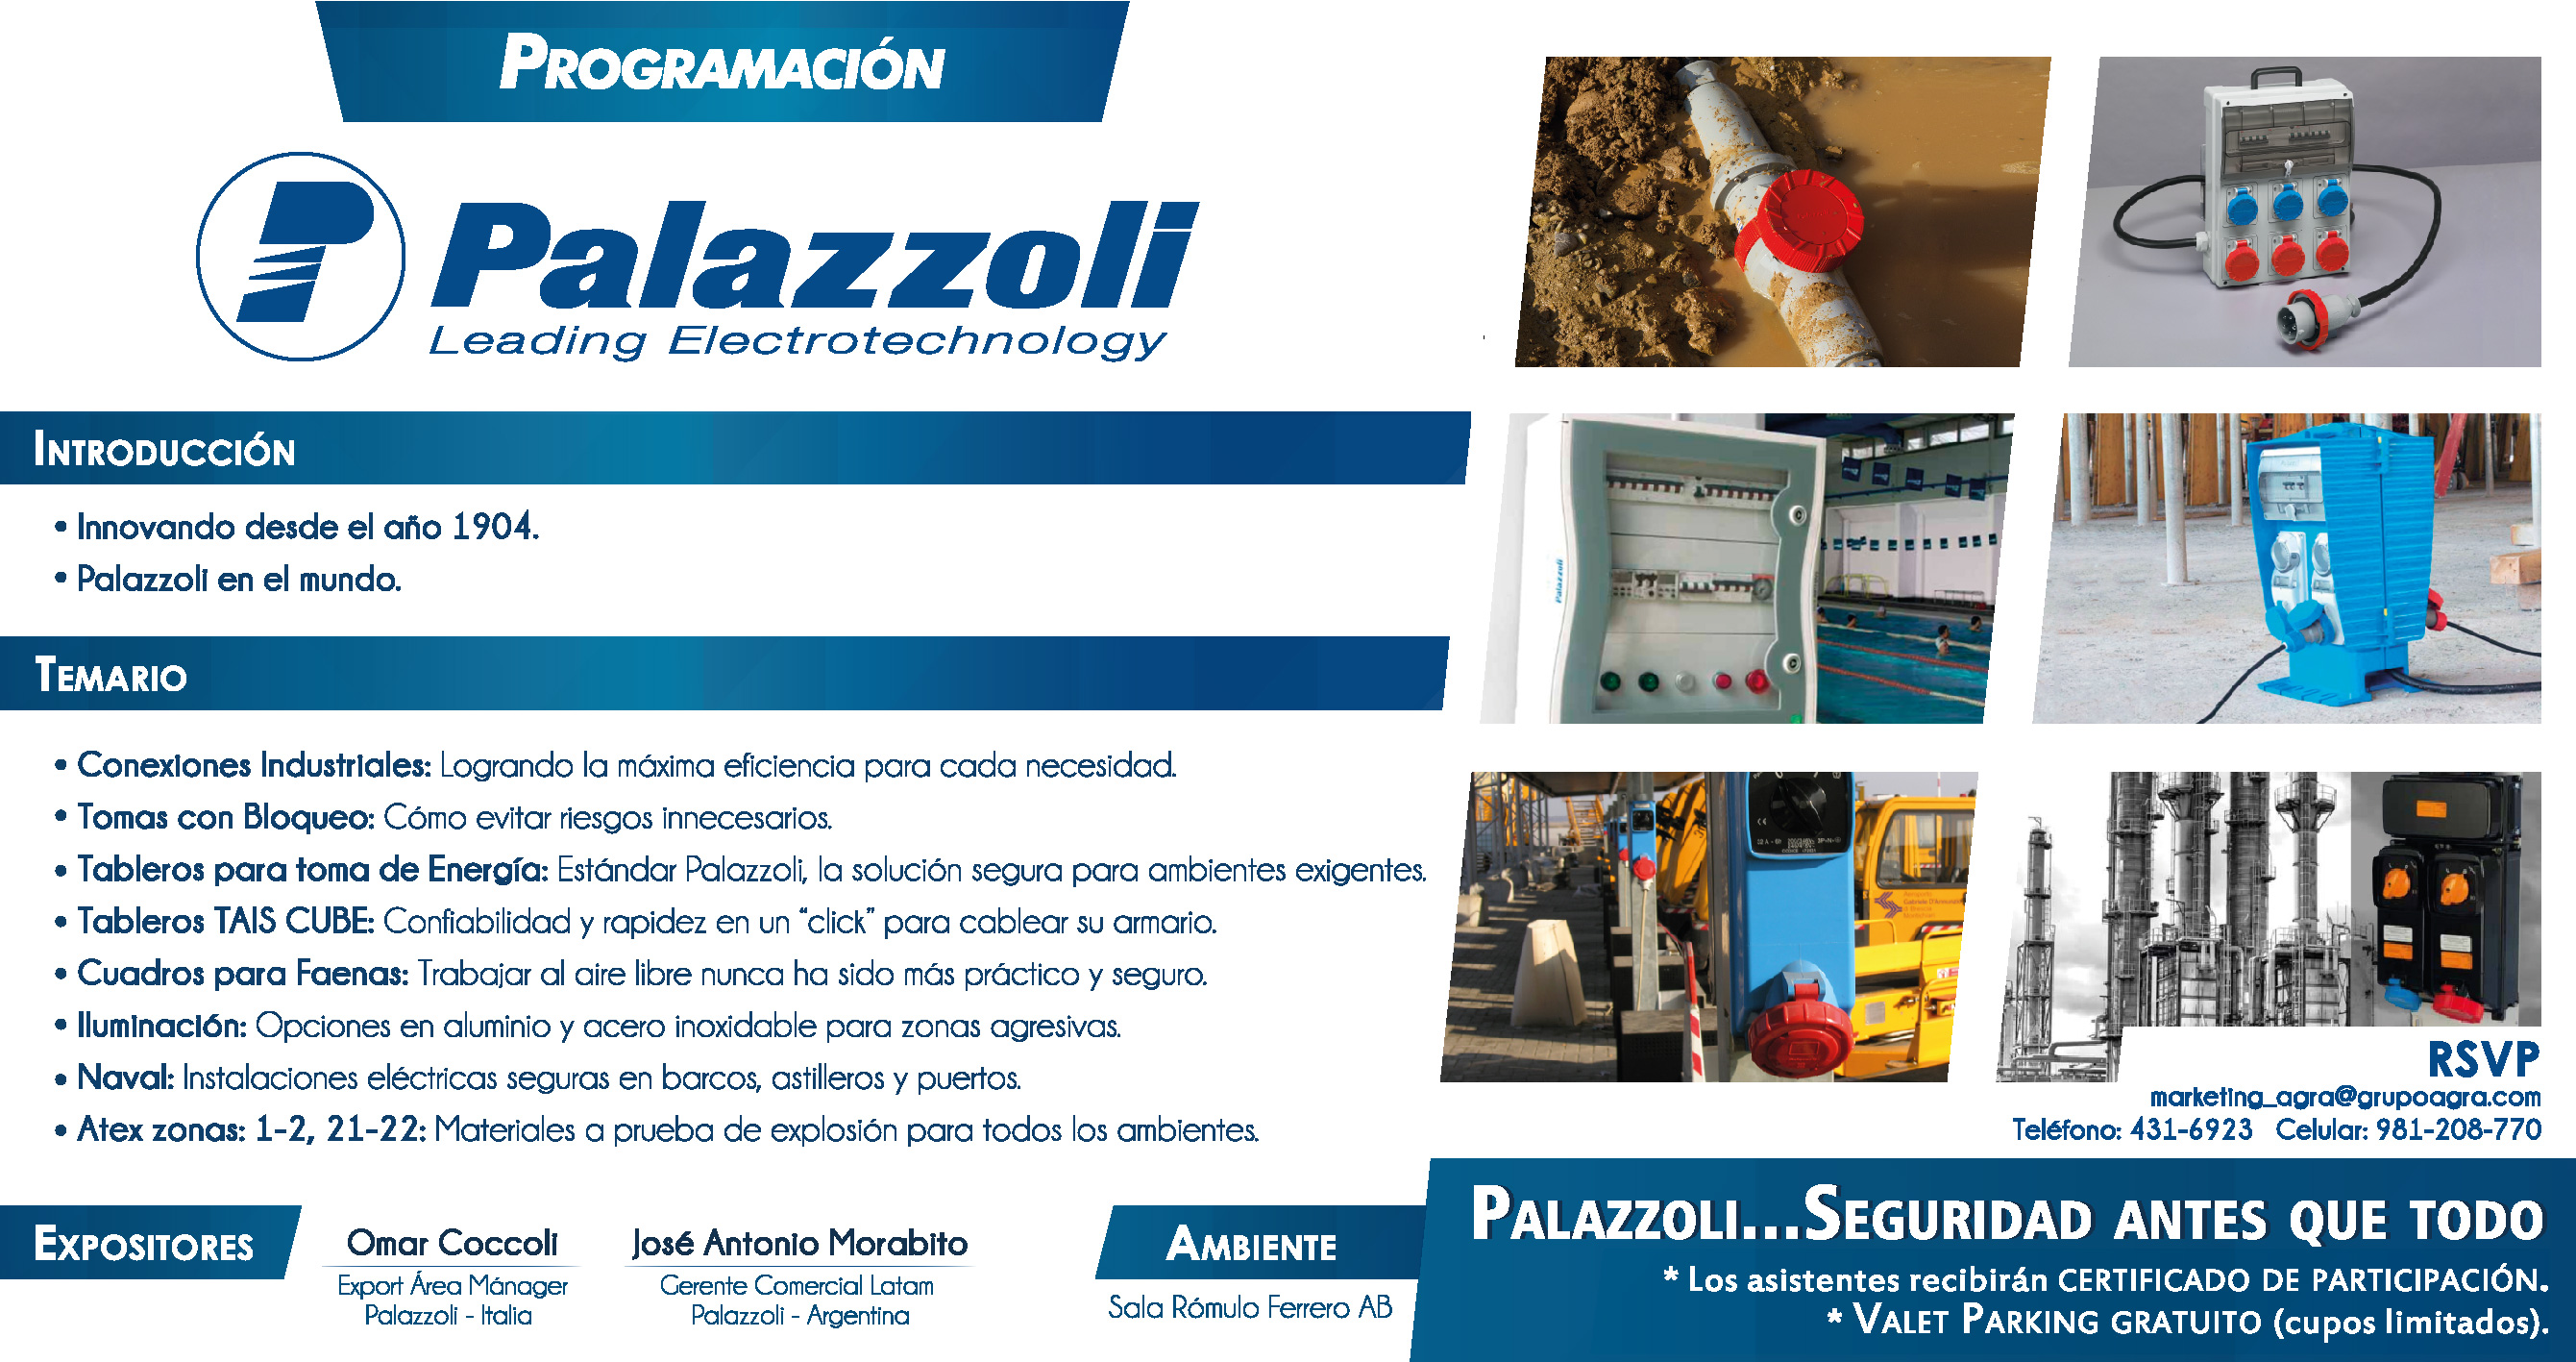 PROGRAMACIÓN
Palazzoli
Leading Electrotechnology
INTRODUCCIÓN
• Innovando desde el año 1904.
• Palazzoli en el mundo.
TEMARIO
• Conexiones Industriales: Logrando la máxima eficiencia para cada necesidad.
• Tomas con Bloqueo: Cómo evitar riesgos innecesarios.
• Tableros para toma de Energía: Estándar Palazzoli, la solución segura para ambientes exigentes.
• Tableros TAIS CUBE: Confiabilidad y rapidez en un “click” para cablear su armario.
• Cuadros para Faenas: Trabajar al aire libre nunca ha sido más práctico y seguro.
• Iluminación: Opciones en aluminio y acero inoxidable para zonas agresivas.
• Naval: Instalaciones eléctricas seguras en barcos, astilleros y puertos.
• Atex zonas: 1-2, 21-22: Materiales a prueba de explosión para todos los ambientes.
EXPOSITORES
Omar Coccoli
Export Área Mánager
Palazzoli - Italia
José Antonio Morabito
Gerente Comercial Latam
Palazzoli - Argentina
AMBIENTE
Sala Rómulo Ferrero AB
Palazzoli
RSVP
marketing_agra@grupoagra.com
Teléfono: 431-6923 Celular: 981-208-770
PALAZZOLI...SEGURIDAD ANTES QUE TODO
* Los asistentes recibirán CERTIFICADO DE PARTICIPACIÓN.
* VALET PARKING GRATUITO (cupos limitados).